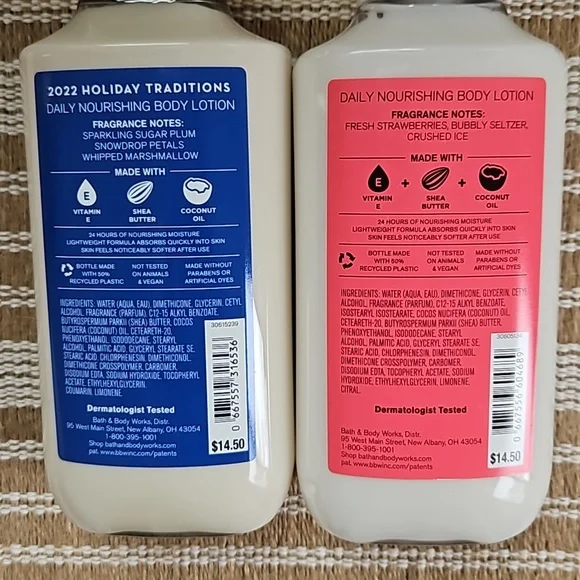 2022 HOLIDAY TRADITIONS
DAILY NOURISHING BODY LOTION
FRAGRANCE NOTES:
SPARKLING SUGAR PLUM
SNOWDROP PETALS
WHIPPED MARSHMALLOW
MADE WITH
E
VITAMIN
E
SHEA
BUTTER
COCONUT
OIL
24 HOURS OF NOURISHING MOISTURE
LIGHTWEIGHT FORMULA ABSORBS QUICKLY INTO SKIN
SKIN FEELS NOTICEABLY SOFTER AFTER USE
BOTTLE MADE
WITH 50%
RECYCLED PLASTIC
NOT TESTED
ON ANIMALS
& VEGAN
MADE WITHOUT
PARABENS OR
ARTIFICIAL DYES
INGREDIENTS: WATER (AQUA, EAU), DIMETHICONE, GLYCERIN, CETYL
ALCOHOL, FRAGRANCE (PARFUM), C12-15 ALKYL BENZOATE,
BUTYROSPERMUM PARKII (SHEA) BUTTER, COCOS
NUCIFERA (COCONUT) OIL, CETEARETH-20,
PHENOXYETHANOL, ISODODECANE, STEARYL
ALCOHOL, PALMITIC ACID, GLYCERYL STEARATE SE,
STEARIC ACID, CHLORPHENESIN, DIMETHICONOL,
DIMETHICONE CROSSPOLYMER, CARBOMER,
DISODIUM EDTA, SODIUM HYDROXIDE, TOCOPHERYL
ACETATE, ETHYLHEXYLGLYCERIN,
COUMARIN, LIMONENE.
30615239
0 667557 316536
Dermatologist Tested
Bath & Body Works, Distr.
95 West Main Street, New Albany, OH 43054
1-800-395-1001
Shop bathandbodyworks.com
pat. www.bbwinc.com/patents
$14.50
DAILY NOURISHING BODY LOTION
FRAGRANCE NOTES:
FRESH STRAWBERRIES, BUBBLY SELTZER,
CRUSHED ICE
MADE WITH
E
+
+
VITAMIN
E
SHEA
BUTTER
COCONUT
OIL
24 HOURS OF NOURISHING MOISTURE
LIGHTWEIGHT FORMULA ABSORBS QUICKLY INTO SKIN
SKIN FEELS NOTICEABLY SOFTER AFTER USE
BOTTLE MADE
WITH 50%
RECYCLED PLASTIC
NOT TESTED
ON ANIMALS
& VEGAN
MADE WITHOUT
PARABENS
OR ARTIFICIAL DYES
INGREDIENTS: WATER (AQUA, EAU), DIMETHICONE, GLYCERIN, CETYL
ALCOHOL, FRAGRANCE (PARFUM), C12-15 ALKYL BENZOATE,
ISOSTEARYL ISOSTEARATE, COCOS NUCIFERA (COCONUT) OIL,
CETEARETH-20, BUTYROSPERMUM PARKII (SHEA) BUTTER,
PHENOXYETHANOL, ISODODECANE, STEARYL
ALCOHOL, PALMITIC ACID, GLYCERYL STEARATE SE,
STEARIC ACID, CHLORPHENESIN, DIMETHICONOL,
DIMETHICONE CROSSPOLYMER, CARBOMER,
DISODIUM EDTA, TOCOPHERYL ACETATE, SODIUM
HYDROXIDE, ETHYLHEXYLGLYCERIN, LIMONENE,
CITRAL.
0 667556 604689
Dermatologist Tested
Bath & Body Works, Distr.
95 West Main Street, New Albany, OH 43054
1-800-395-1001
Shop bathandbodyworks.com
pat. www.bbwinc.com/patents
$14.50